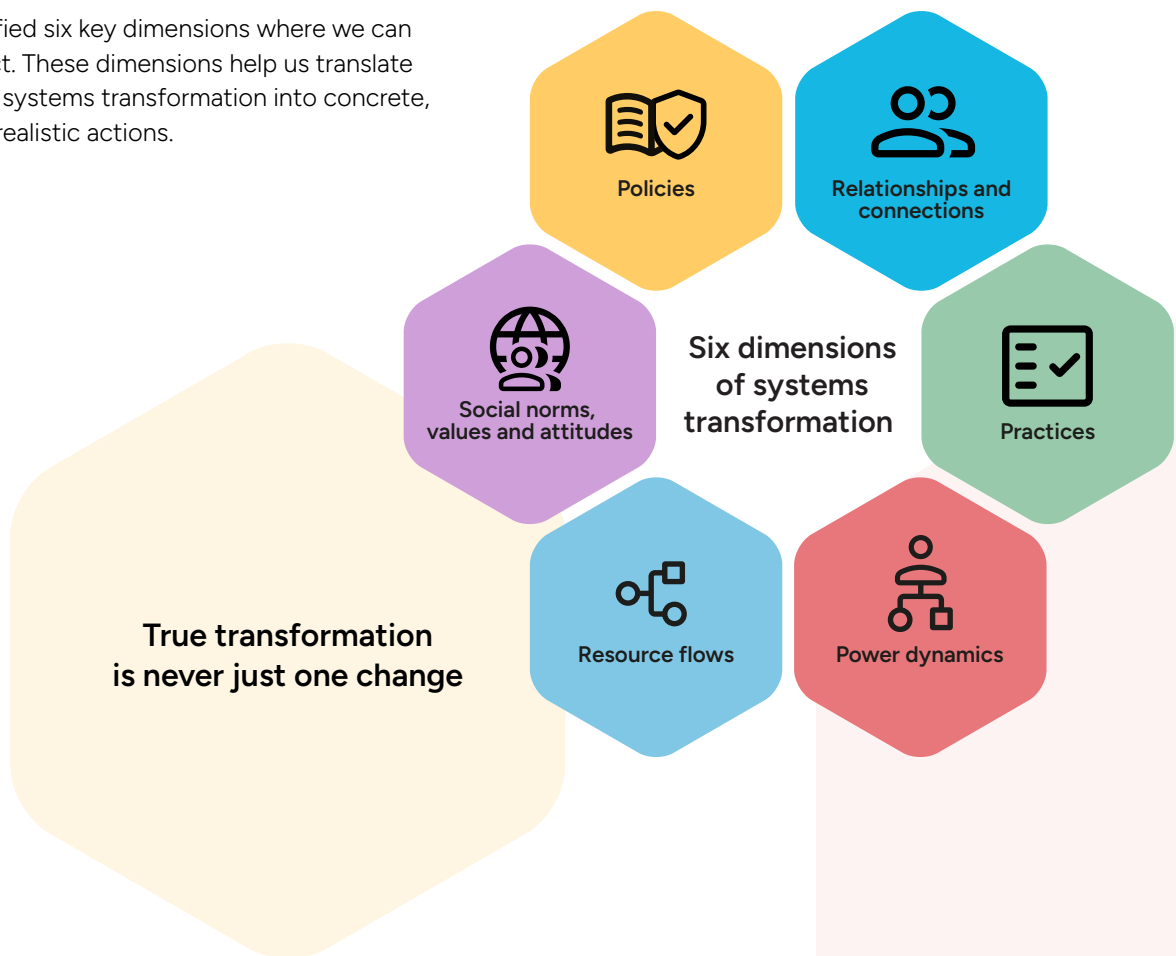 six key dimensions where we can
These dimensions help us translate
systems transformation into concrete,
realistic actions.
Policies
Relationships and
connections
Social norms,
values and attitudes
Six dimensions
of systems
transformation
Practices
True transformation
is never just one change
Resource flows
Power dynamics